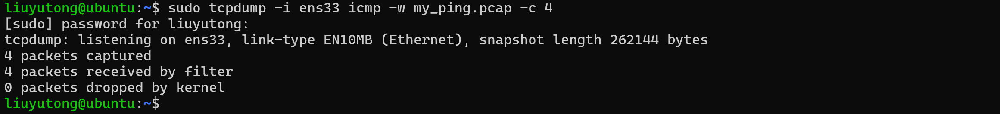 liuyutong@ubuntu:~$ sudo tcpdump -i ens33 icmp -w my_ping.pcap -c 4
[sudo] password for liuyutong:
tcpdump: listening on ens33, link-type EN10MB (Ethernet), snapshot length 262144 bytes
4 packets captured
4 packets received by filter
0 packets dropped by kernel
liuyutong@ubuntu:~$